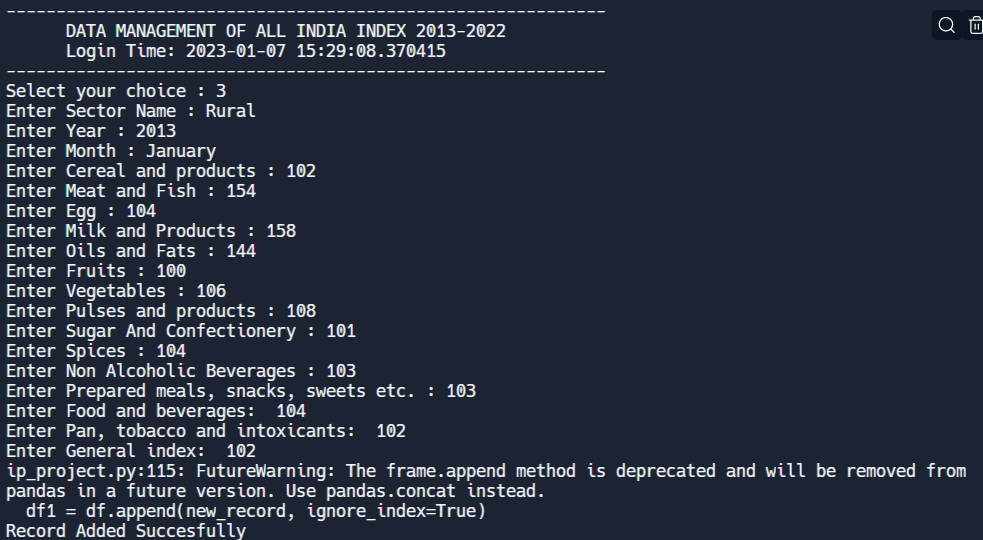 ------------------------------------------------------------
DATA MANAGEMENT OF ALL INDIA INDEX 2013-2022
Login Time: 2023-01-07 15:29:08.370415
------------------------------------------------------------
Select your choice : 3
Enter Sector Name : Rural
Enter Year : 2013
Enter Month : January
Enter Cereal and products : 102
Enter Meat and Fish : 154
Enter Egg : 104
Enter Milk and Products : 158
Enter Oils and Fats : 144
Enter Fruits : 100
Enter Vegetables : 106
Enter Pulses and products : 108
Enter Sugar And Confectionery : 101
Enter Spices : 104
Enter Non Alcoholic Beverages : 103
Enter Prepared meals, snacks, sweets etc. : 103
Enter Food and beverages:  104
Enter Pan, tobacco and intoxicants:  102
Enter General index:  102
ip_project.py:115: FutureWarning: The frame.append method is deprecated and will be removed from
pandas in a future version. Use pandas.concat instead.
  df1 = df.append(new_record, ignore_index=True)
Record Added Succesfully